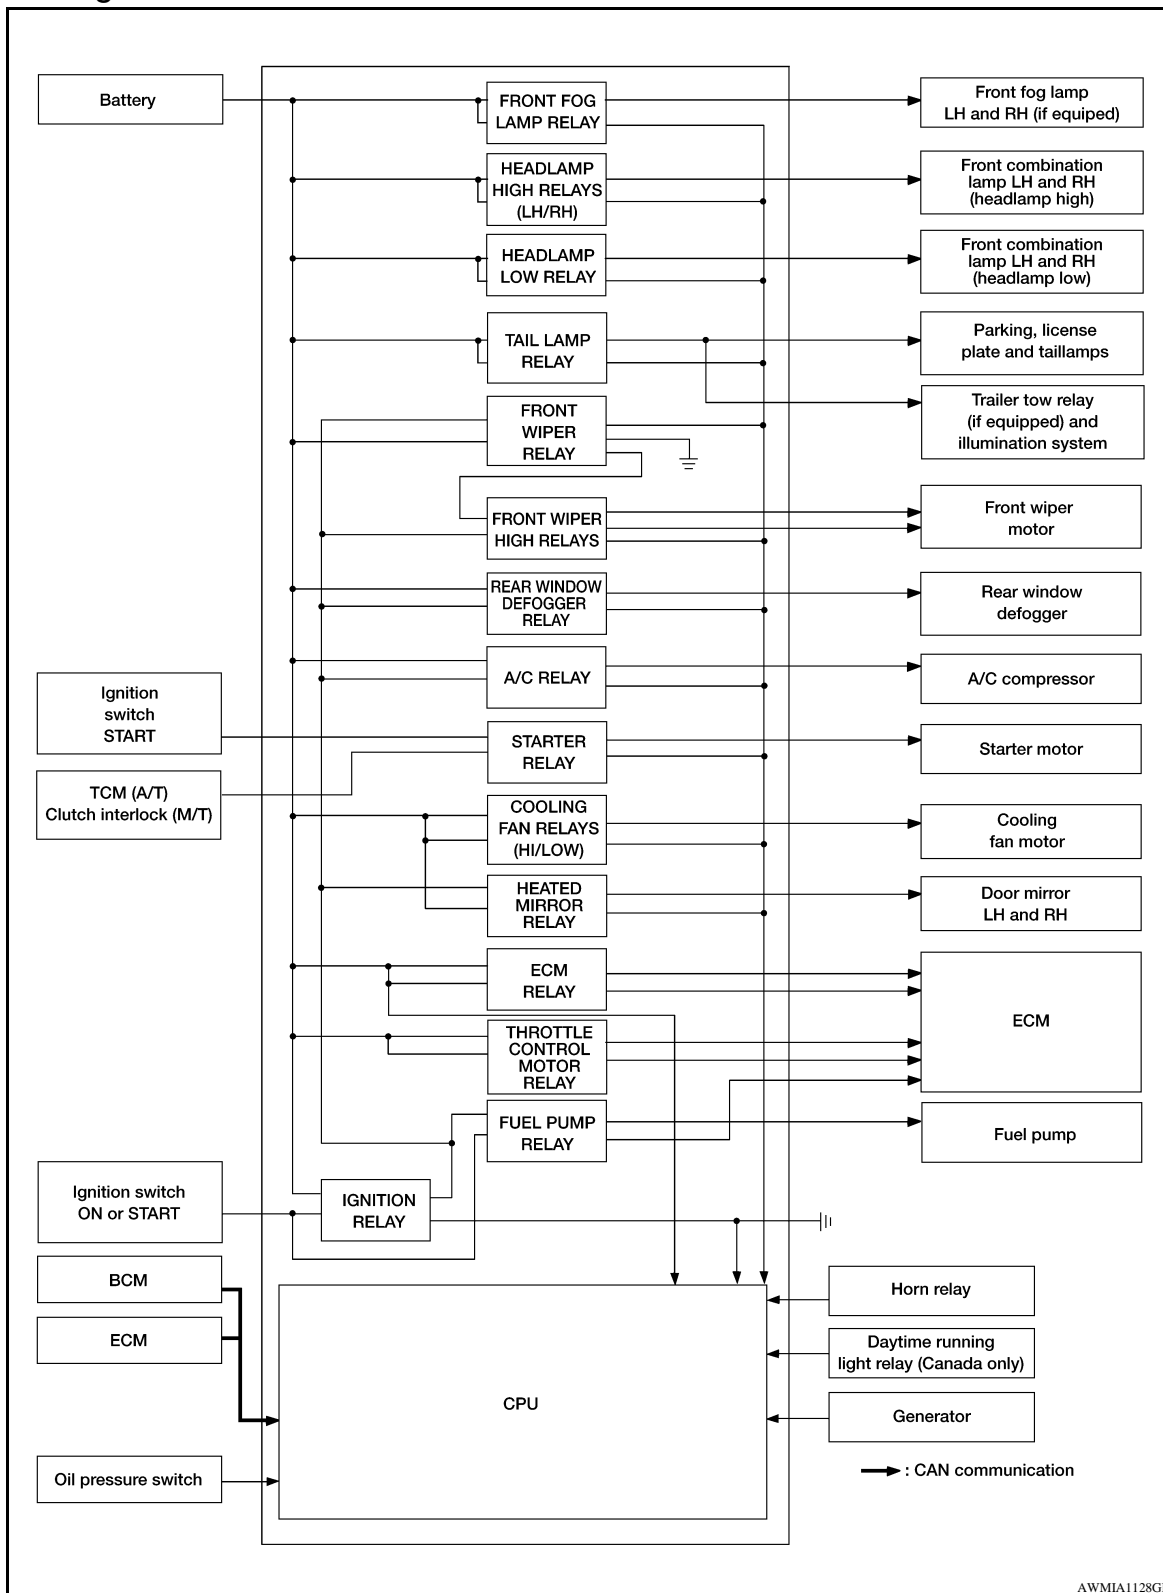 Battery
FRONT FOG
LAMP RELAY
Front fog lamp
LH and RH (if equiped)
HEADLAMP
HIGH RELAYS
(LH/RH)
Front combination
lamp LH and RH
(headlamp high)
HEADLAMP
LOW RELAY
Front combination
lamp LH and RH
(headlamp low)
TAIL LAMP
RELAY
Parking, license
plate and taillamps
FRONT
WIPER
RELAY
Trailer tow relay
(if equipped) and
illumination system
FRONT WIPER
HIGH RELAYS
Front wiper
motor
REAR WINDOW
DEFOGGER
RELAY
Rear window
defogger
A/C RELAY
A/C compressor
Ignition
switch
START
STARTER
RELAY
Starter motor
TCM (A/T)
Clutch interlock (M/T)
COOLING
FAN RELAYS
(HI/LOW)
Cooling
fan motor
HEATED
MIRROR
RELAY
Door mirror
LH and RH
ECM
RELAY
ECM
THROTTLE
CONTROL
MOTOR
RELAY
FUEL PUMP
RELAY
Fuel pump
Ignition switch
ON or START
IGNITION
RELAY
BCM
ECM
Horn relay
Daytime running
light relay (Canada only)
CPU
Generator
Oil pressure switch
: CAN communication